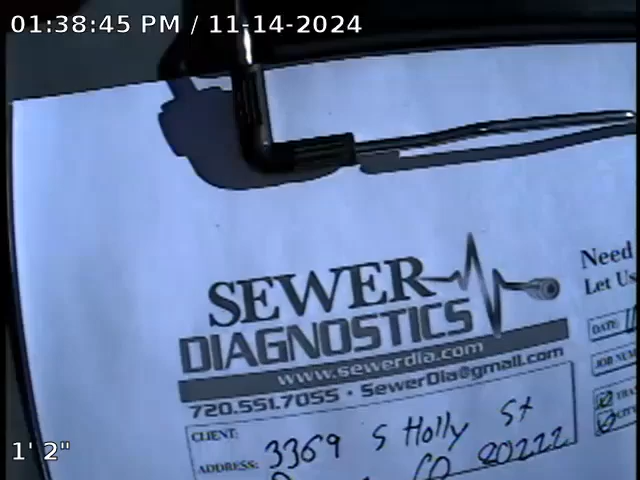 01:38:45 PM / 11-14-2024
SEWER
DIAGNOSTICS
www.sewerdia.com
720.551.7055 • SewerDia@gmail.com
Need
Let Us
DATE:
CLIENT:
ADDRESS: 3369 S Holly St
CO 80222
1' 2"